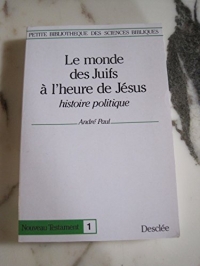 PETITE BIBLIOTHÈQUE DES SCIENCES BIBLIQUES
Le monde
des Juifs
à l'heure de Jésus
histoire politique
André Paul
Nouveau Testament 1
Desclée